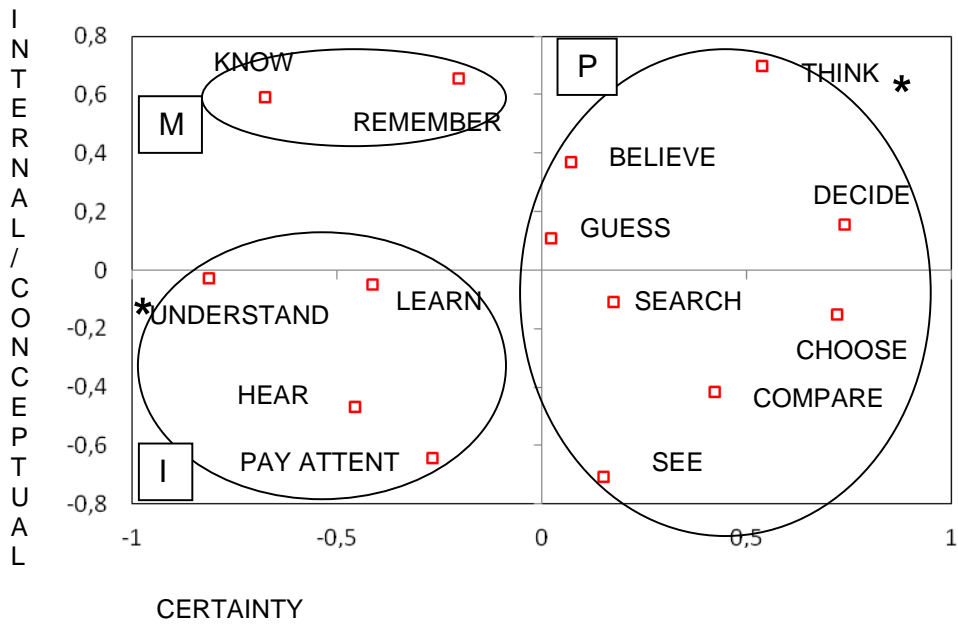 INTERNAL/CONCEPTUAL
0,8
0,6
0,4
0,2
0
-0,2
-0,4
-0,6
-0,8
KNOW
M
REMEMBER
P
THINK *
BELIEVE
DECIDE
GUESS
* UNDERSTAND
LEARN
SEARCH
CHOOSE
HEAR
COMPARE
I
PAY ATTENT
SEE
-1 -0,5 0 0,5 1
CERTAINTY